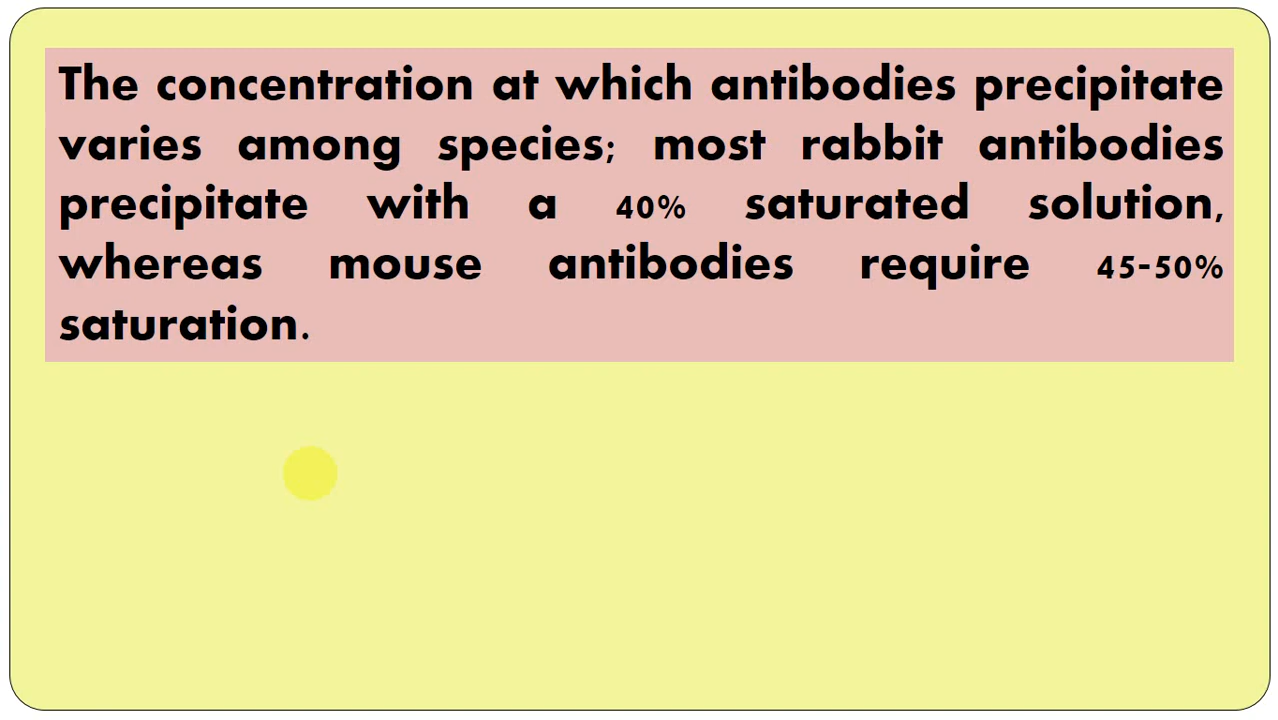 The concentration at which antibodies precipitate
varies among species; most rabbit antibodies
precipitate with a 40% saturated solution,
whereas mouse antibodies require 45-50%
saturation.